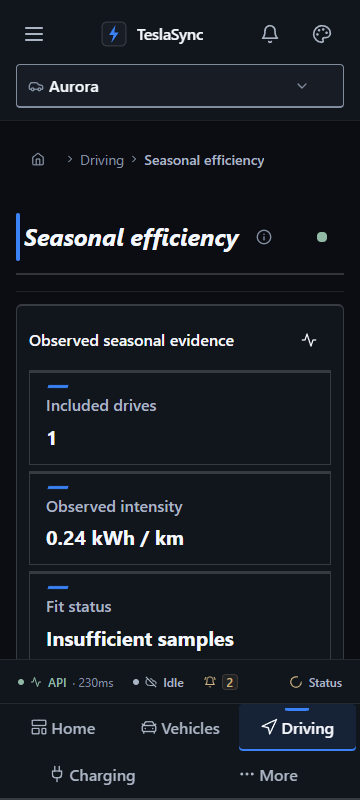 TeslaSync
Aurora
Driving
Seasonal efficiency
Seasonal efficiency
Observed seasonal evidence
Included drives
1
Observed intensity
0.24 kWh / km
Fit status
Insufficient samples
API · 230ms Idle 2 Status
Home Vehicles Driving
Charging More